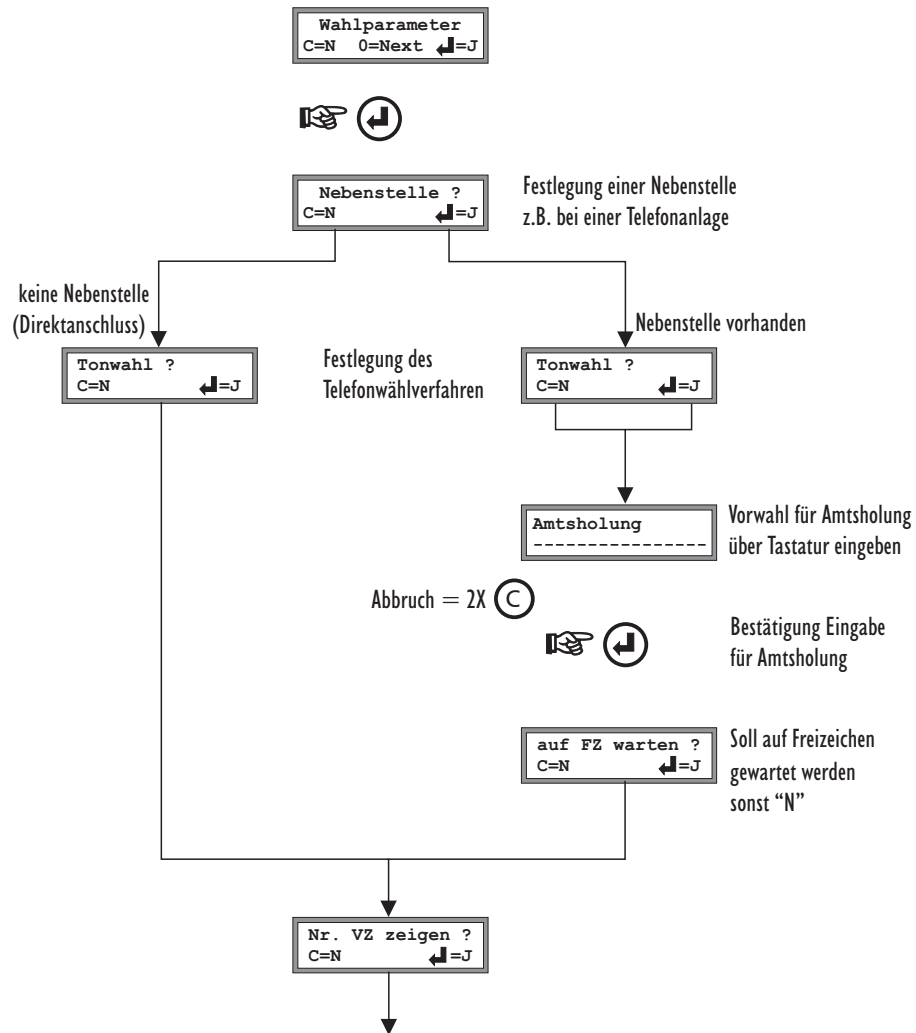 Wahlparameter
C=N 0=Next ↵=J
Nebenstelle ?
C=N ↵=J
Festlegung einer Nebenstelle
z.B. bei einer Telefonanlage
keine Nebenstelle
(Direktanschluss)
Nebenstelle vorhanden
Tonwahl ?
C=N ↵=J
Festlegung des
Telefonwählverfahren
Tonwahl ?
C=N ↵=J
Amtsholung
----------------
Vorwahl für Amtsholung
über Tastatur eingeben
Abbruch = 2X C
Bestätigung Eingabe
für Amtsholung
auf FZ warten ?
C=N ↵=J
Soll auf Freizeichen
gewartet werden
sonst “N”
Nr. VZ zeigen ?
C=N ↵=J